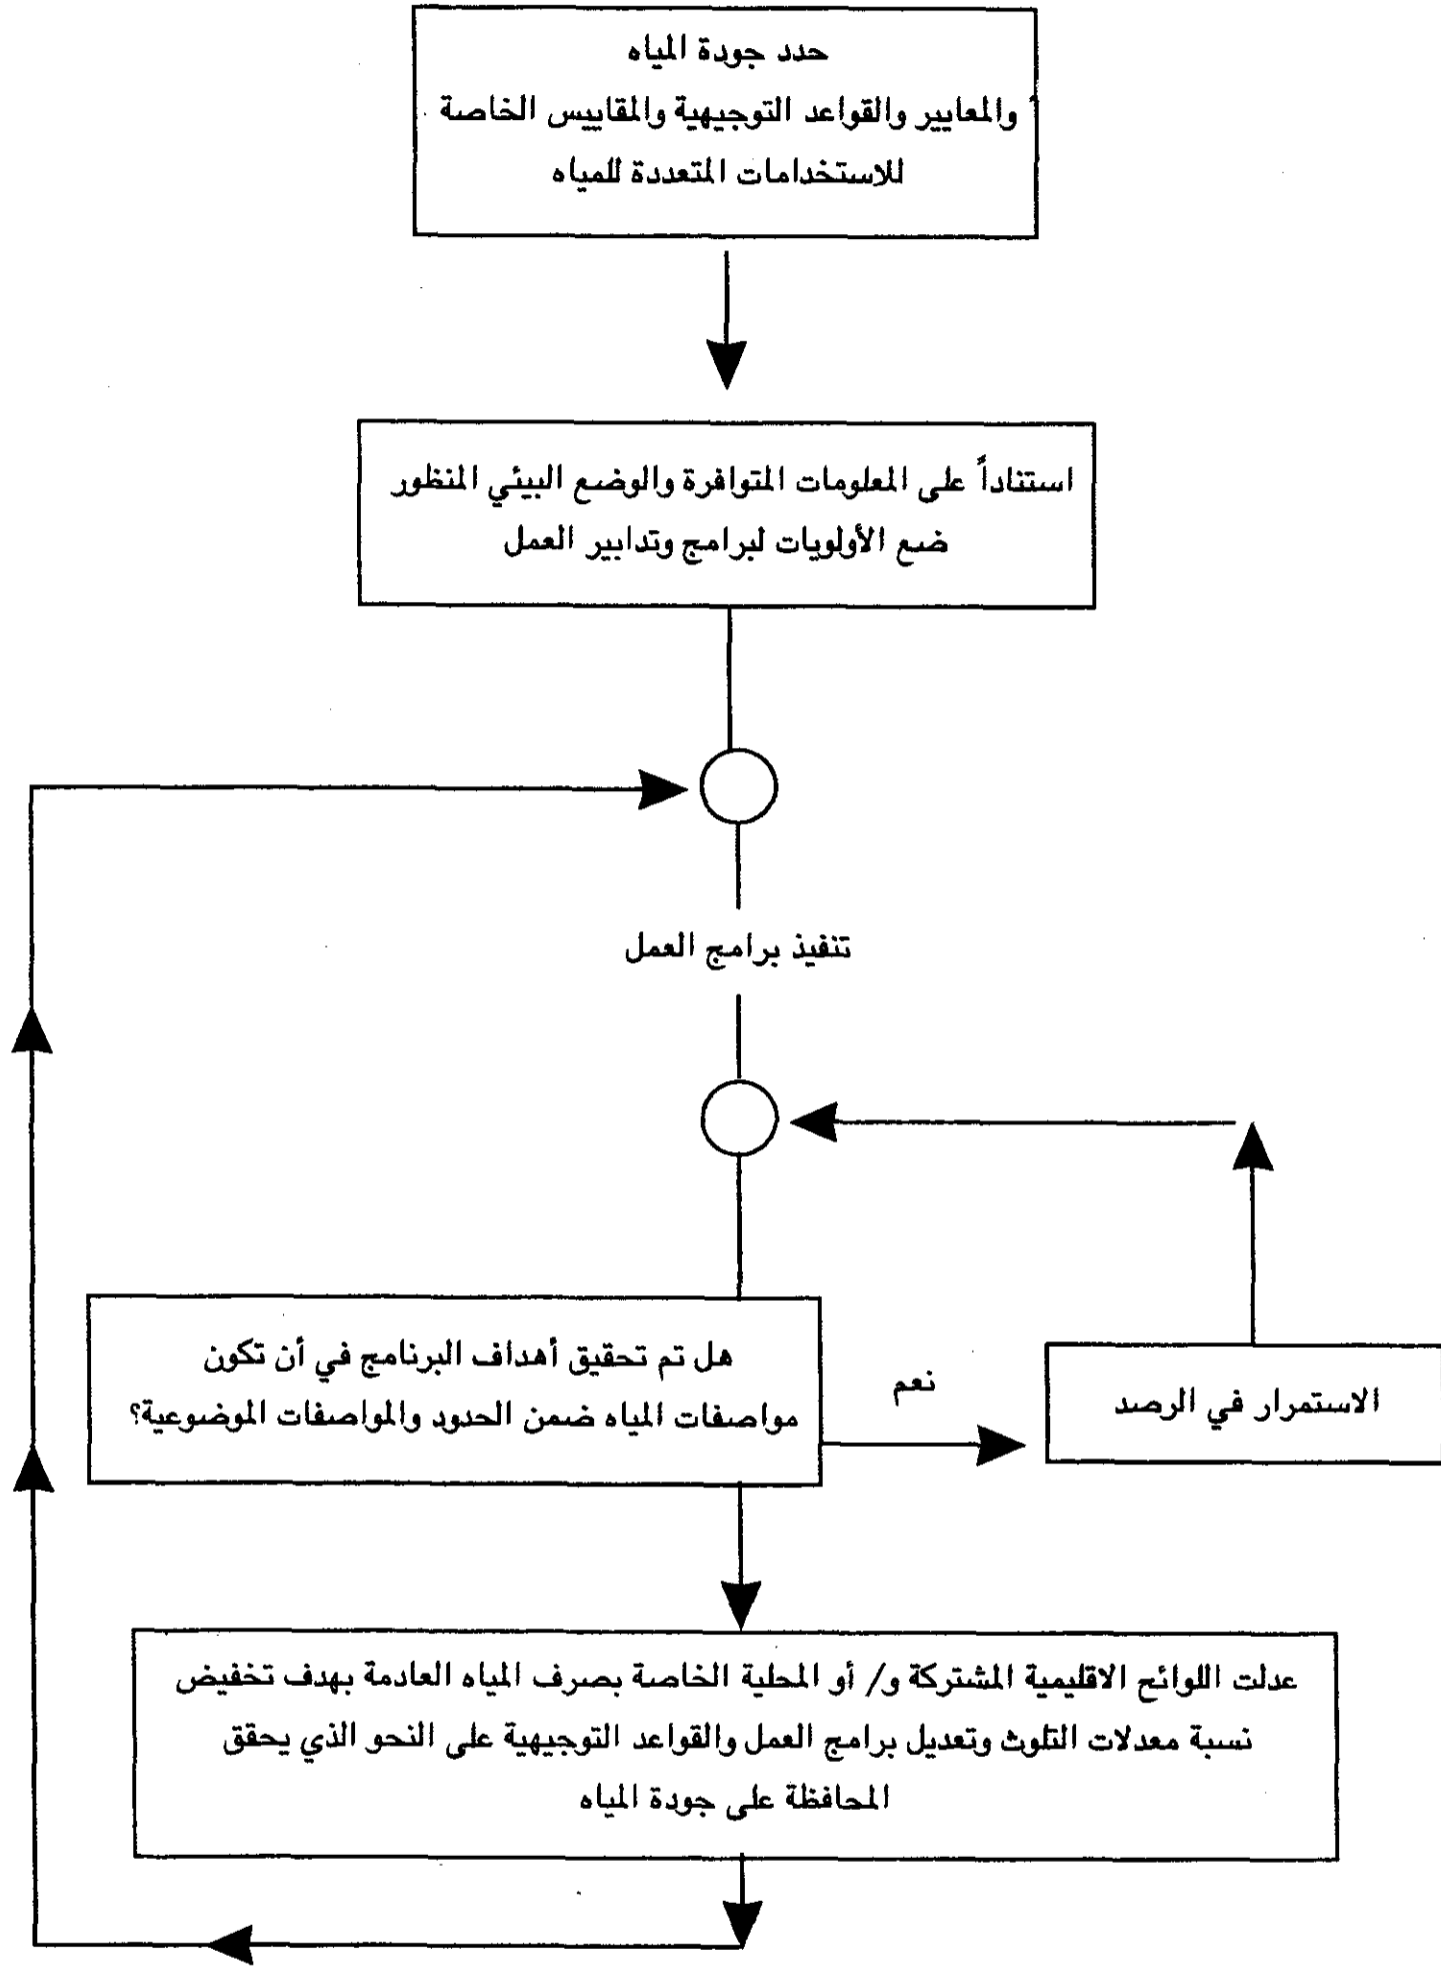 حدد جودة المياه
والمعايير والقواعد التوجيهية والمقاييس الخاصة
للاستخدامات المتعددة للمياه
استناداً على المعلومات المتوافرة والوضع البيئي المنظور
ضع الأولويات لبرامج وتدابير العمل
تنفيذ برامج العمل
هل تم تحقيق أهداف البرنامج في أن تكون
مواصفات المياه ضمن الحدود والمواصفات الموضوعية؟
نعم
الاستمرار في الرصد
عدلت اللوائح الاقليمية المشتركة و/ أو المحلية الخاصة بصرف المياه العادمة بهدف تخفيض
نسبة معدلات التلوث وتعديل برامج العمل والقواعد التوجيهية على النحو الذي يحقق
المحافظة على جودة المياه